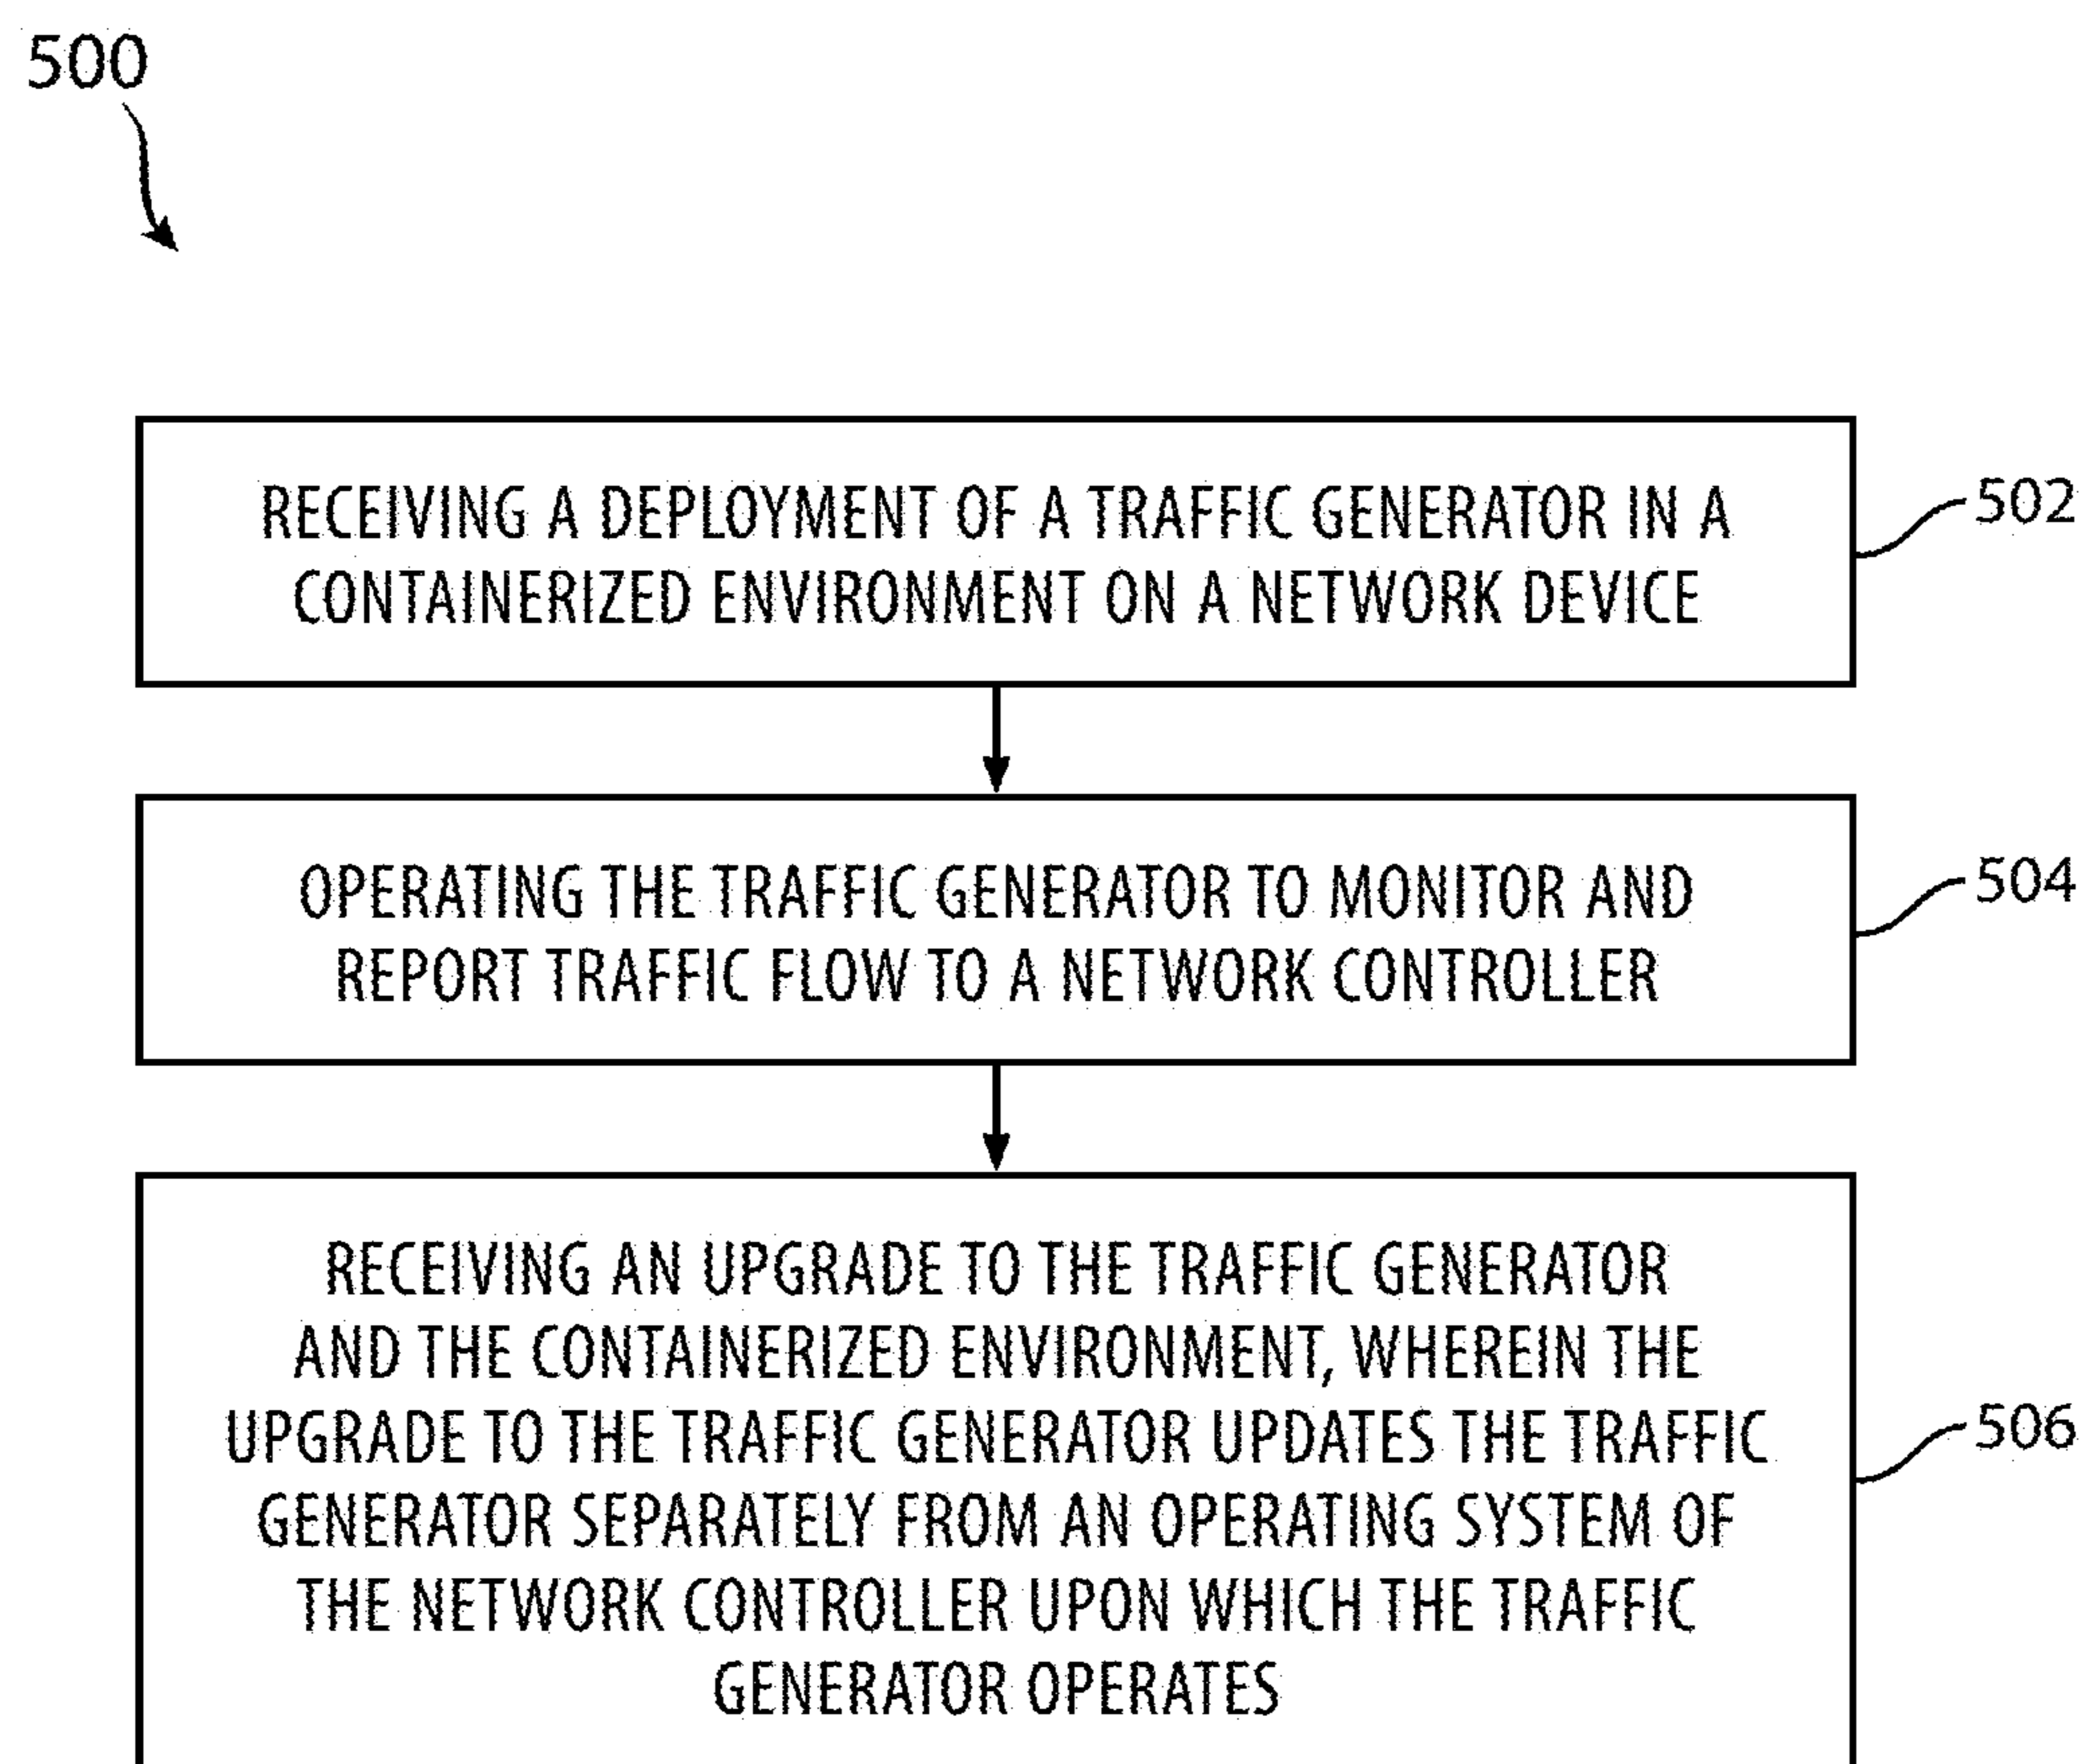 500
RECEIVING A DEPLOYMENT OF A TRAFFIC GENERATOR IN A
CONTAINERIZED ENVIRONMENT ON A NETWORK DEVICE
502
OPERATING THE TRAFFIC GENERATOR TO MONITOR AND
REPORT TRAFFIC FLOW TO A NETWORK CONTROLLER
504
RECEIVING AN UPGRADE TO THE TRAFFIC GENERATOR
AND THE CONTAINERIZED ENVIRONMENT, WHEREIN THE
UPGRADE TO THE TRAFFIC GENERATOR UPDATES THE TRAFFIC
GENERATOR SEPARATELY FROM AN OPERATING SYSTEM OF
THE NETWORK CONTROLLER UPON WHICH THE TRAFFIC
GENERATOR OPERATES
506